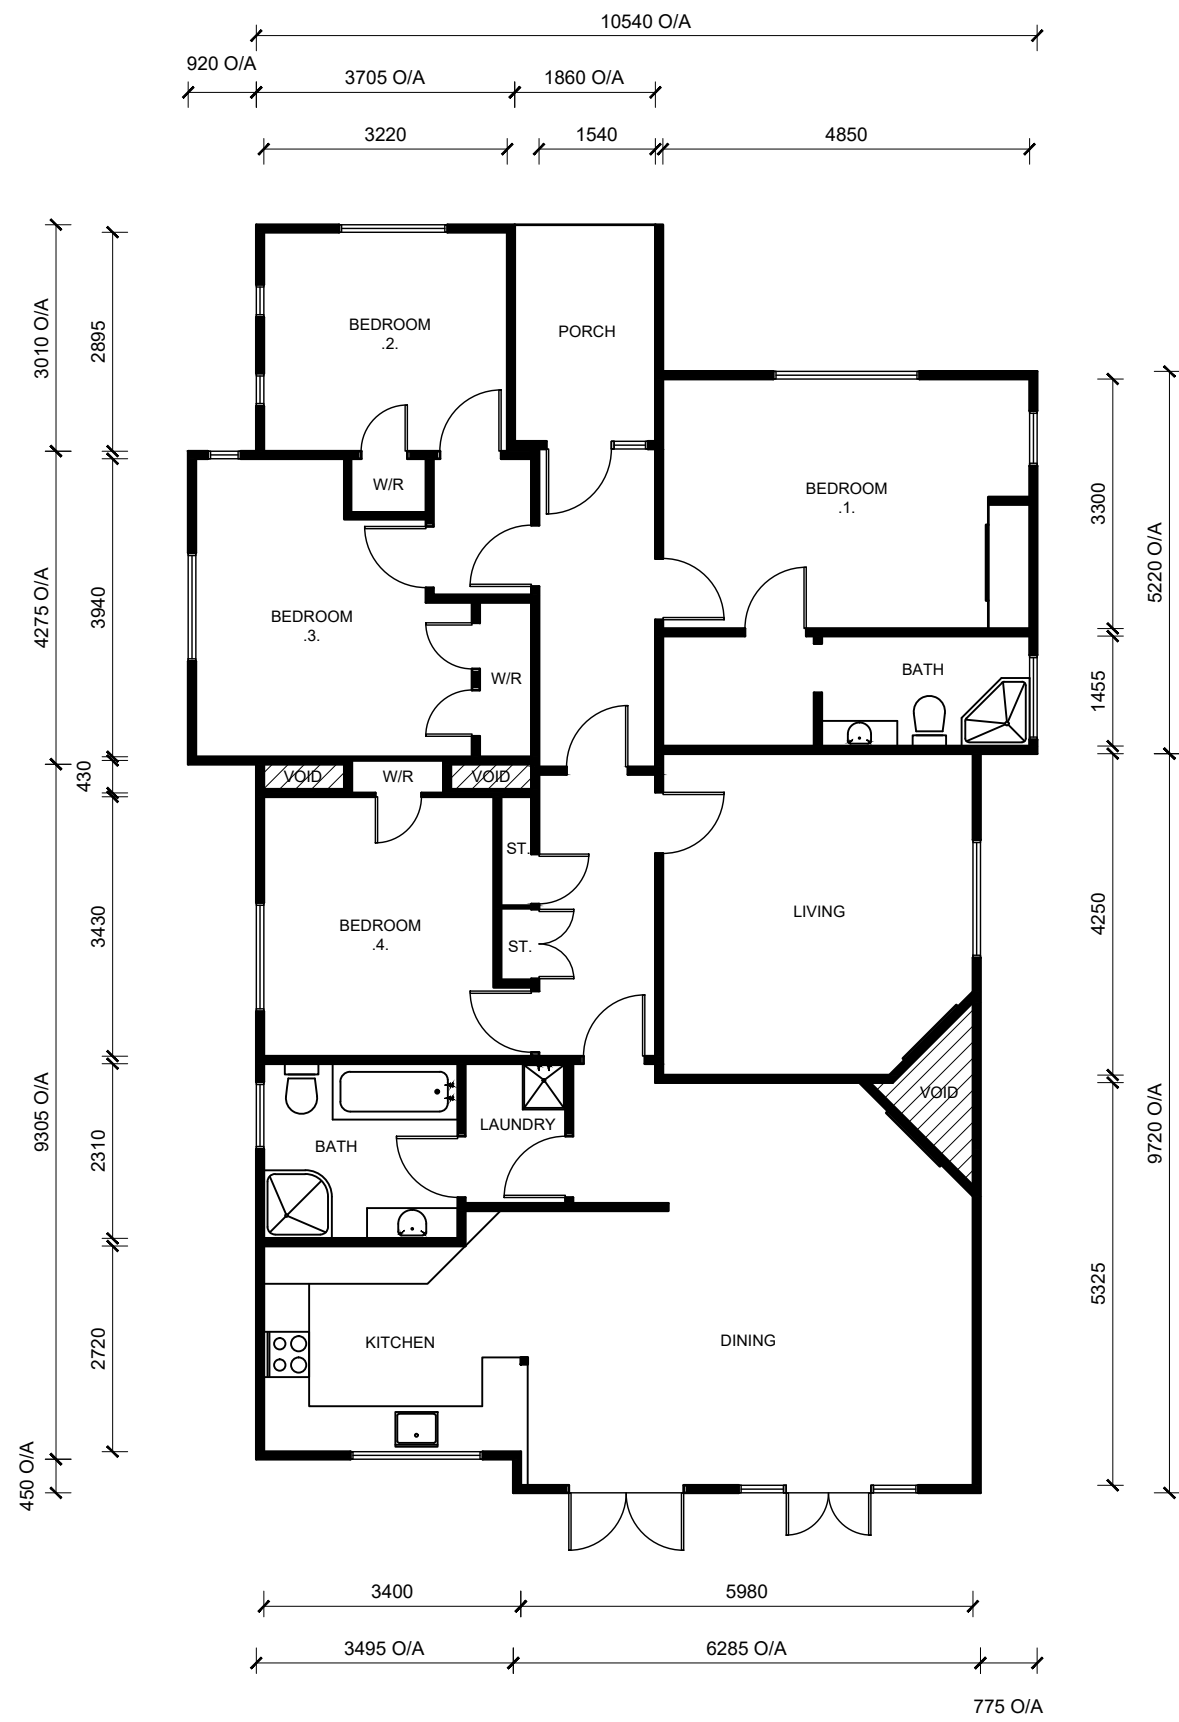 10540 O/A
920 O/A
3705 O/A
1860 O/A
3220
1540
4850
3010 O/A
2895
BEDROOM
.2.
PORCH
W/R
BEDROOM
.1.
3300
5220 O/A
4275 O/A
3940
BEDROOM
.3.
W/R
BATH
1455
430
VOID
W/R
VOID
ST.
BEDROOM
.4.
ST.
LIVING
3430
4250
9305 O/A
2310
BATH
LAUNDRY
VOID
9720 O/A
5325
2720
KITCHEN
DINING
450 O/A
3400
5980
3495 O/A
6285 O/A
775 O/A